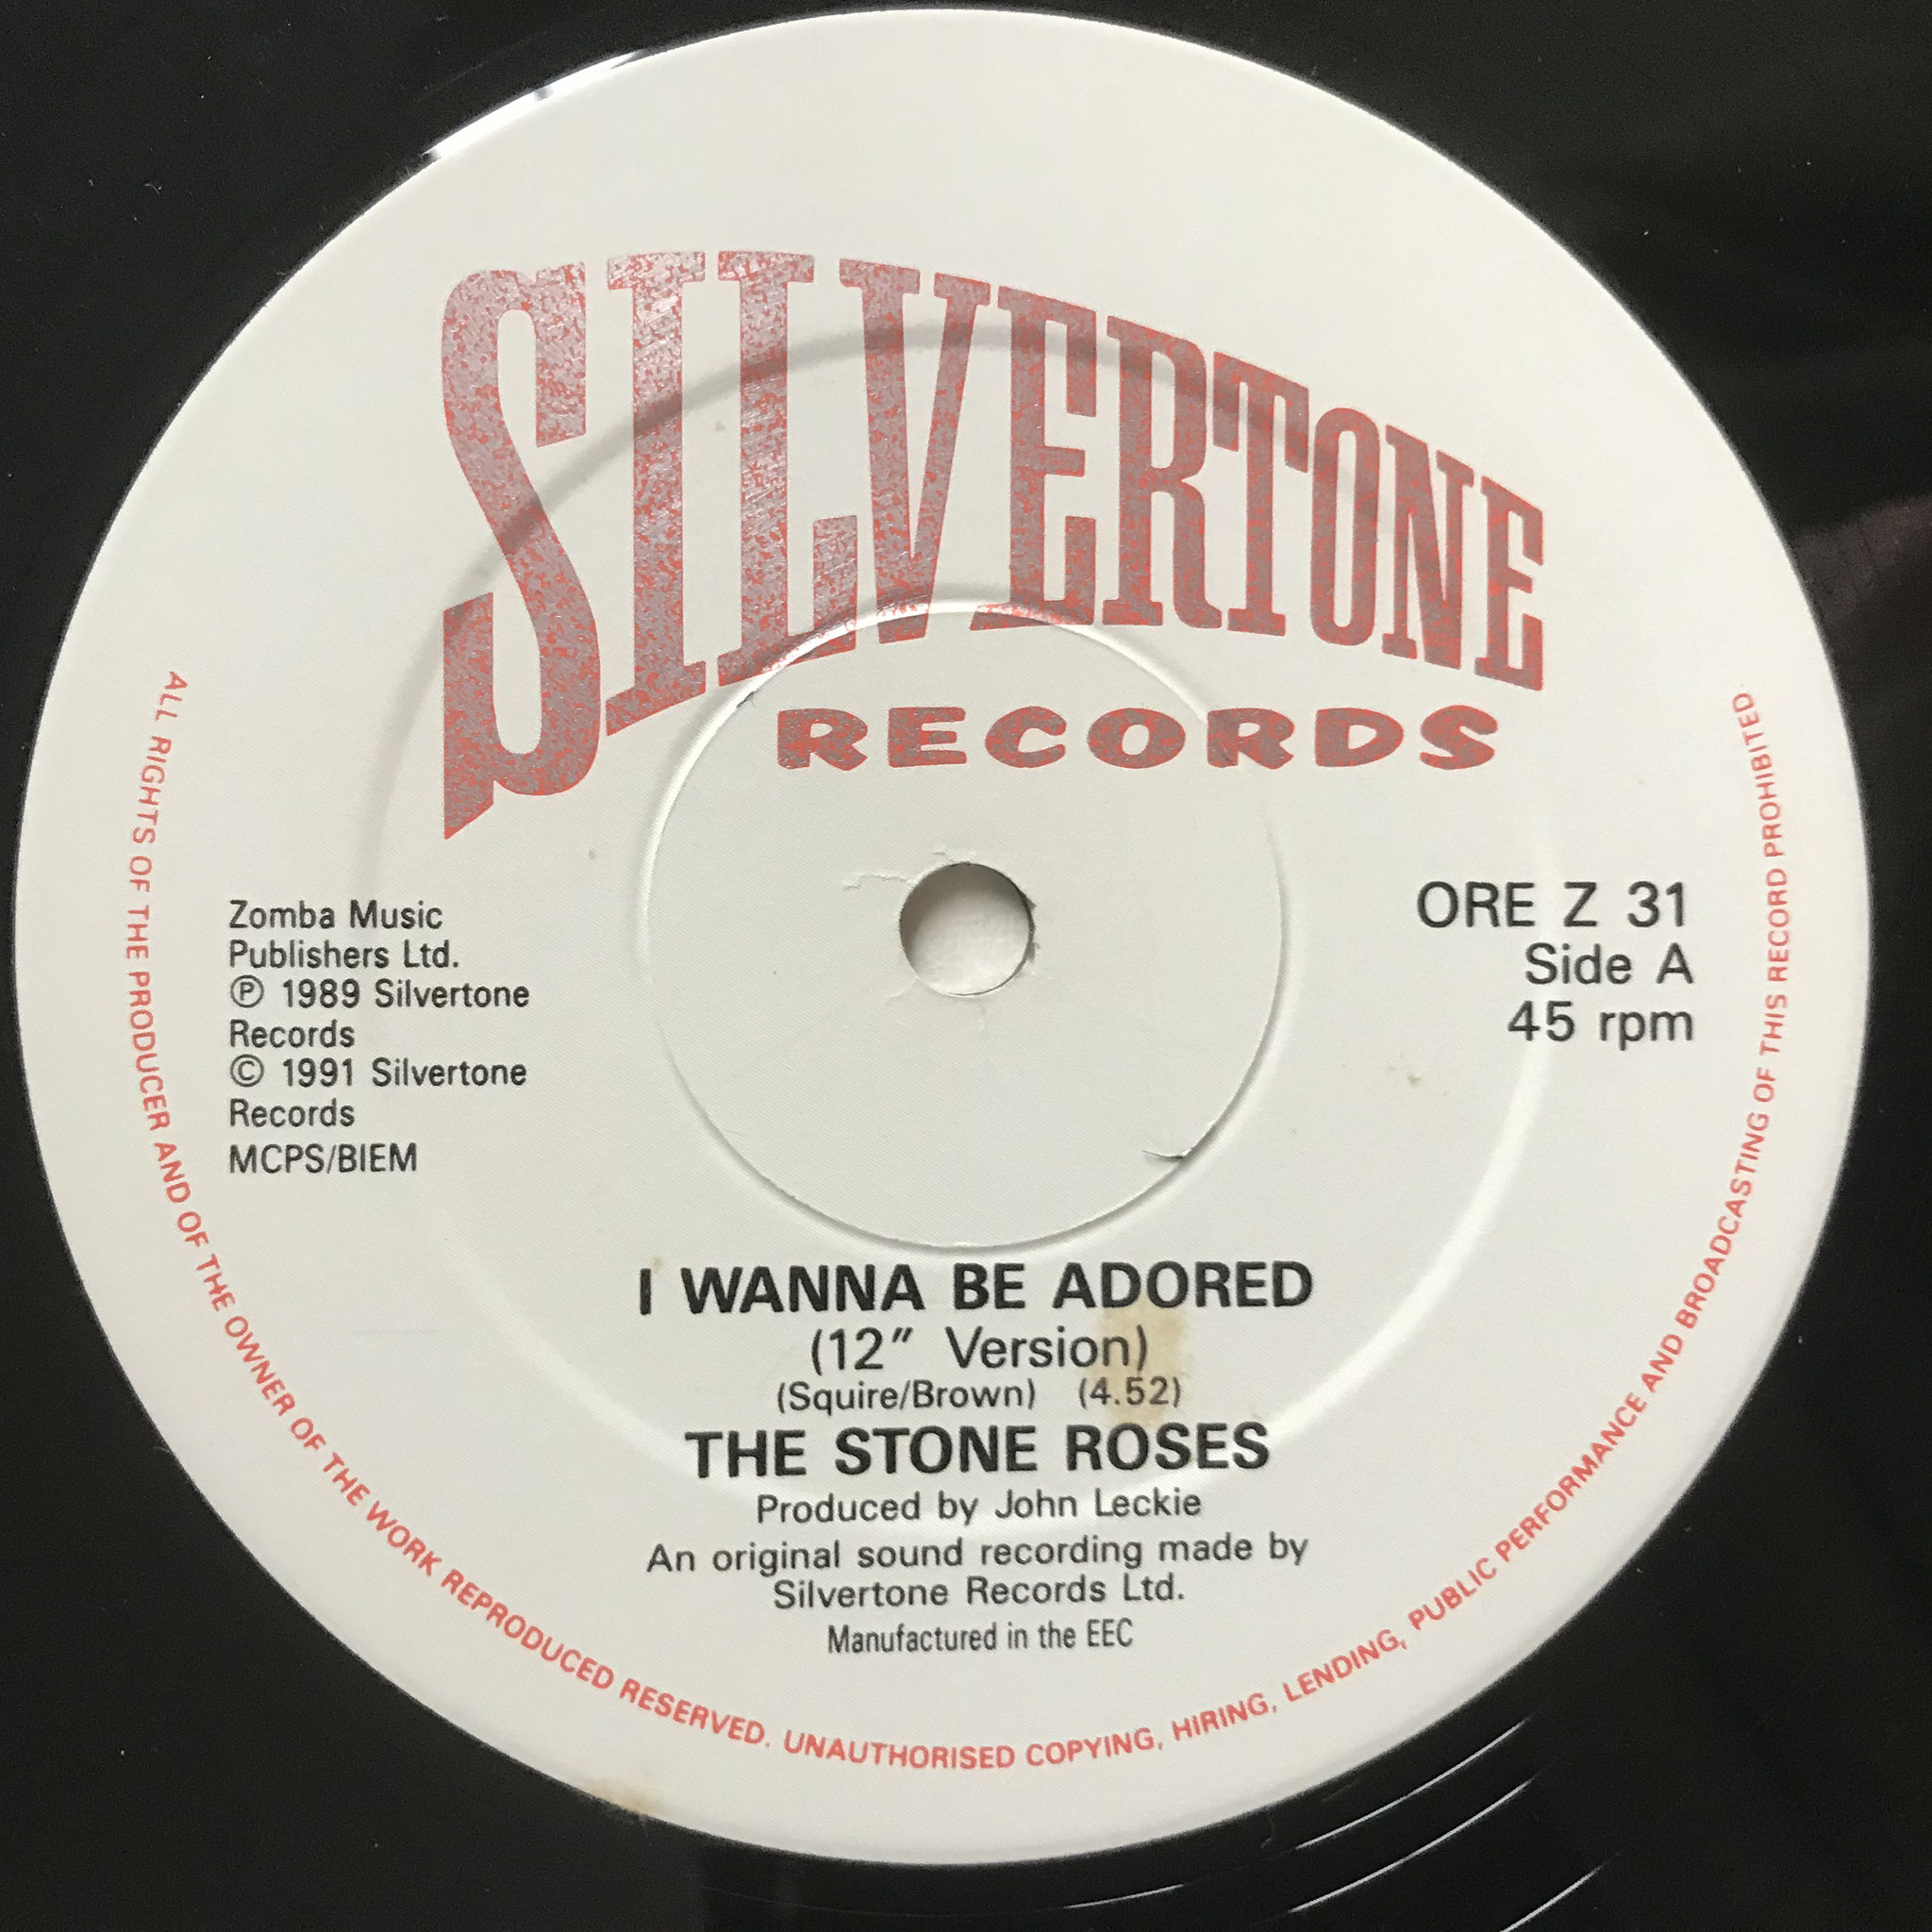 SILVERTONE
RECORDS
Zomba Music
Publishers Ltd.
℗ 1989 Silvertone
Records
© 1991 Silvertone
Records
MCPS/BIEM
ORE Z 31
Side A
45 rpm
I WANNA BE ADORED
(12" Version)
(Squire/Brown) (4.52)
THE STONE ROSES
Produced by John Leckie
An original sound recording made by
Silvertone Records Ltd.
Manufactured in the EEC
ALL RIGHTS OF THE PRODUCER AND OF THE OWNER OF THE WORK REPRODUCED RESERVED. UNAUTHORISED COPYING, HIRING, LENDING, PUBLIC PERFORMANCE AND BROADCASTING OF THIS RECORD PROHIBITED